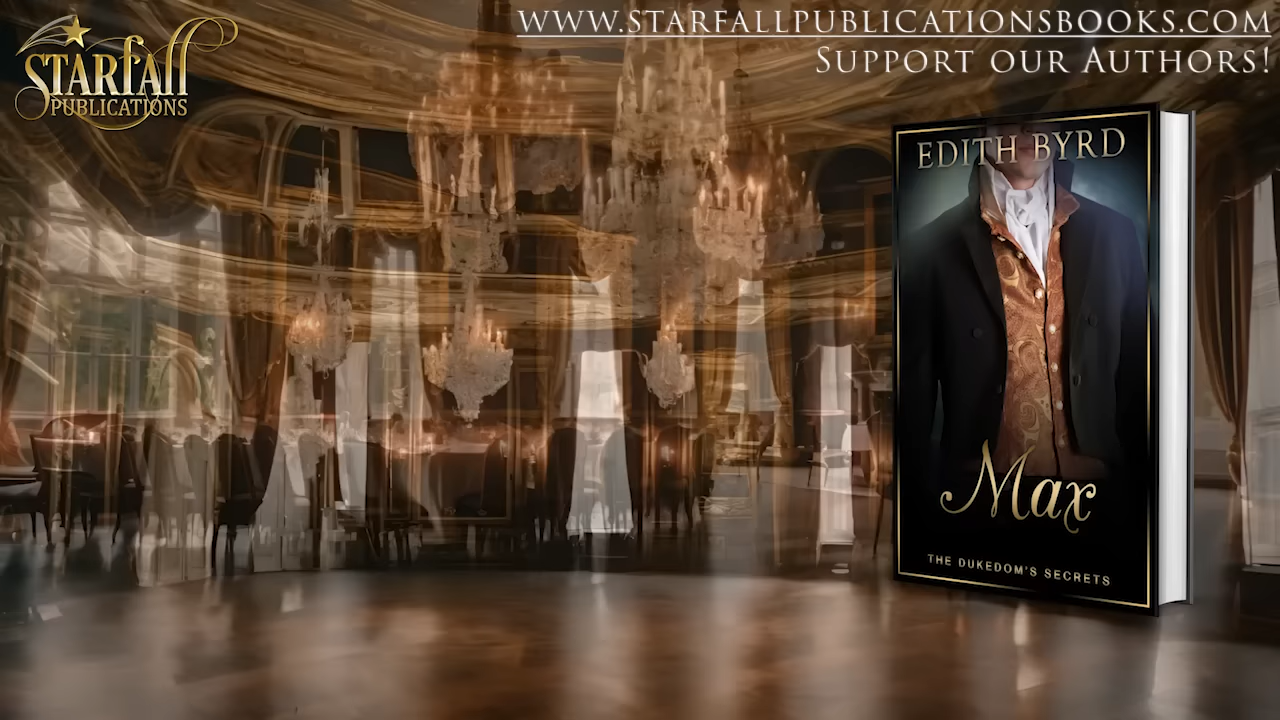 STARfAll
PUBLICATIONS
www.starfallpublicationsbooks.com
Support our Authors!
EDITH BYRD
Max
THE DUKEDOM'S SECRETS